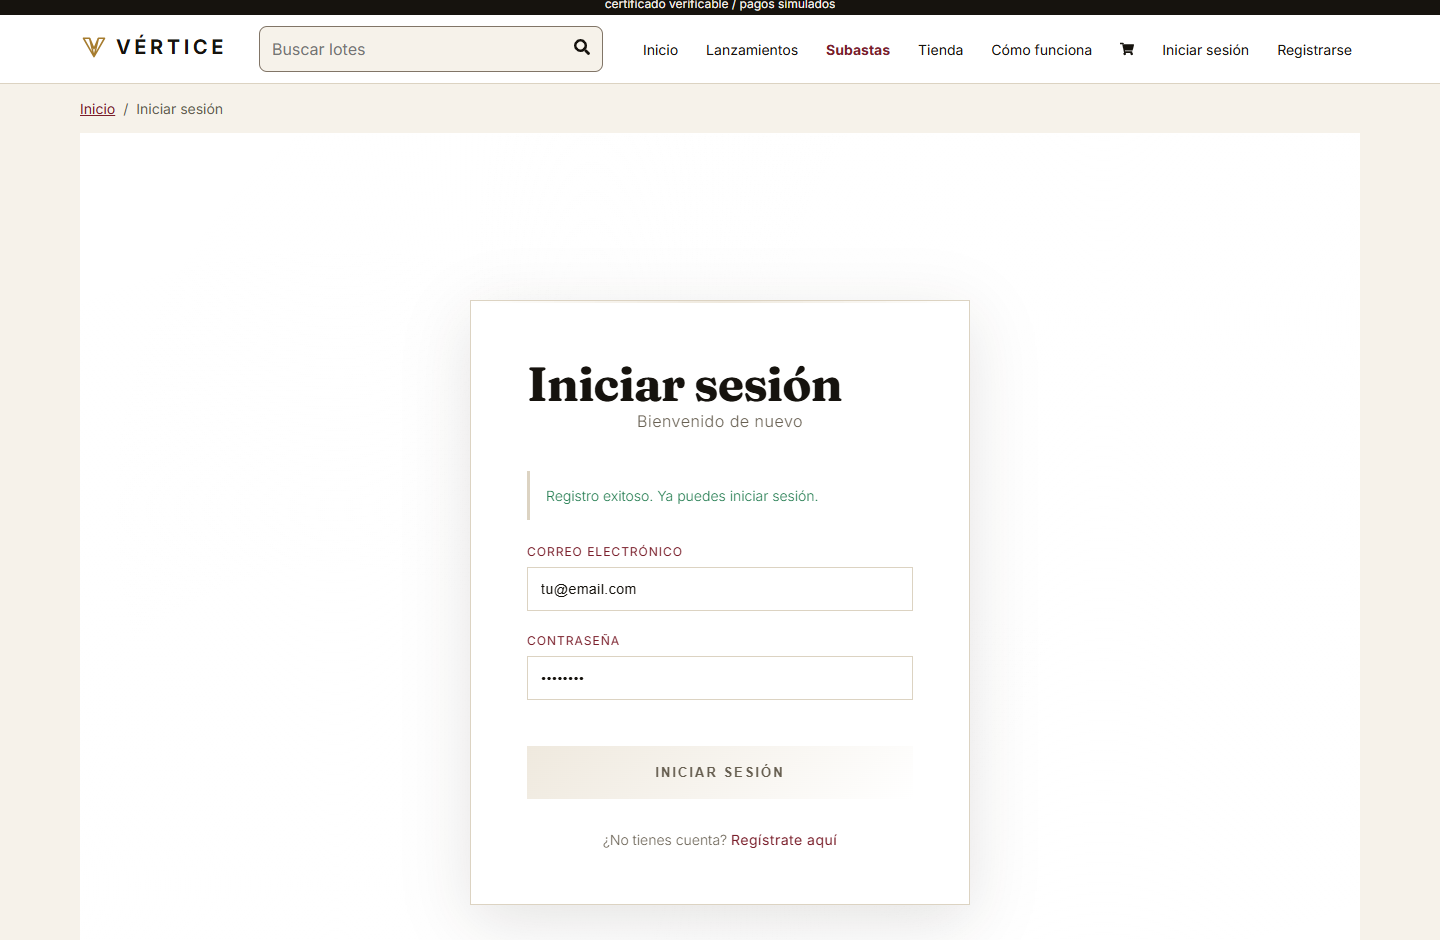 certificado verificable / pagos simulados
VÉRTICE
Buscar lotes
Inicio
Lanzamientos
Subastas
Tienda
Cómo funciona
Iniciar sesión
Registrarse
Inicio / Iniciar sesión
Iniciar sesión
Bienvenido de nuevo
Registro exitoso. Ya puedes iniciar sesión.
CORREO ELECTRÓNICO
tu@email.com
CONTRASEÑA
••••••••
INICIAR SESIÓN
¿No tienes cuenta? Regístrate aquí